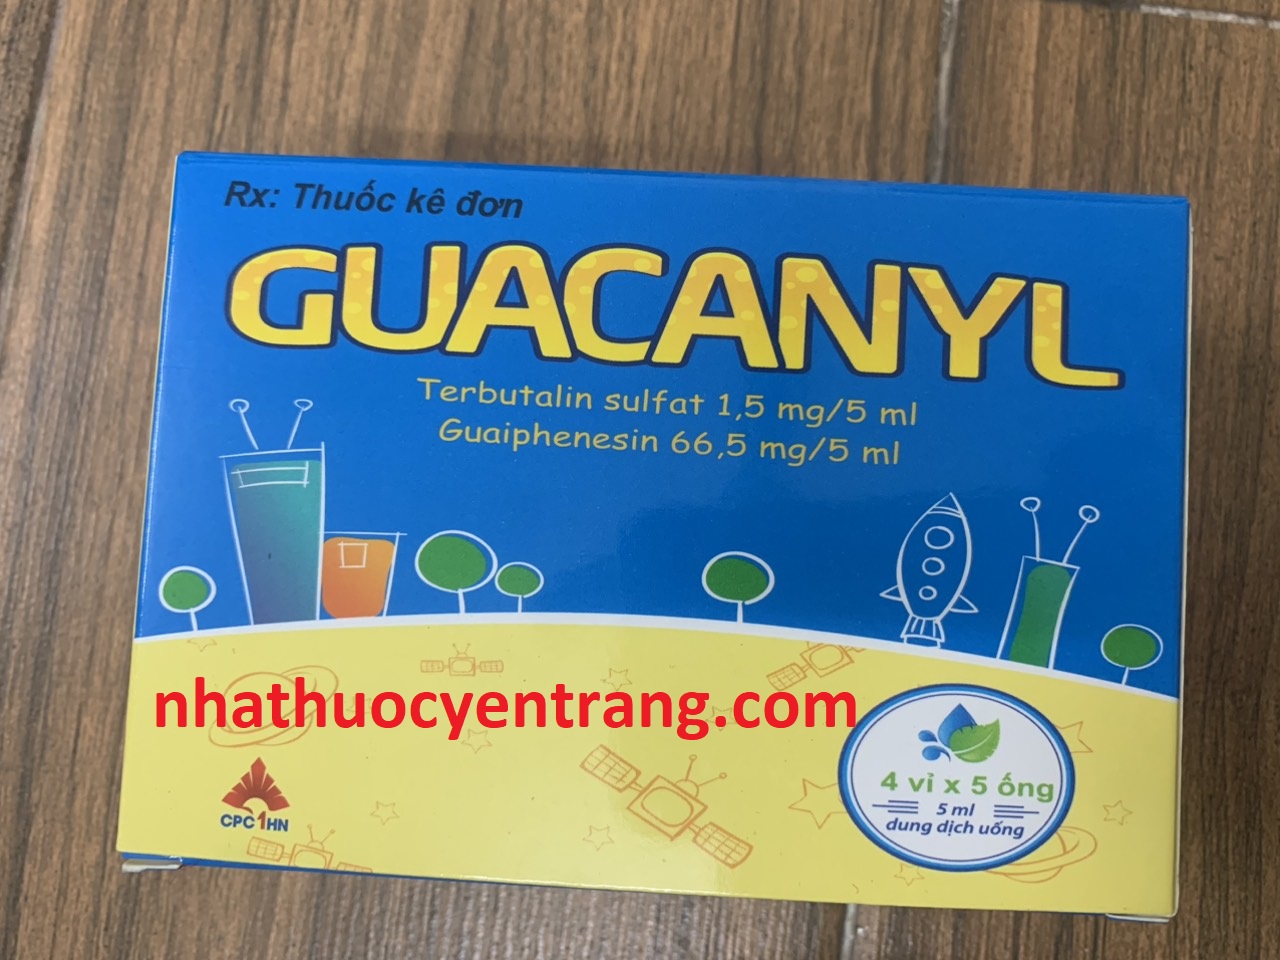 Rx: Thuốc kê đơn
GUACANYL
Terbutalin sulfat 1,5 mg/5 ml
Guaiphenesin 66,5 mg/5 ml
nhathuocyentrang.com
CPC1HN
4 vỉ x 5 ống
5 ml
dung dịch uống